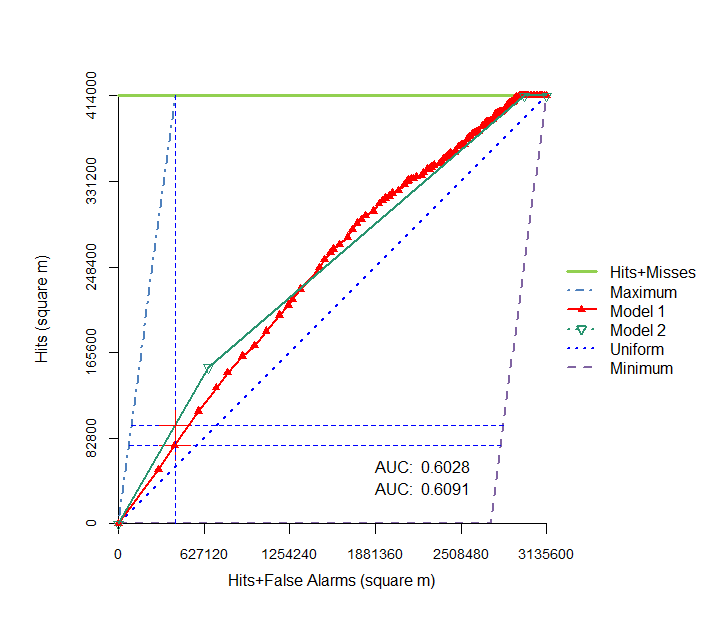 414000
331200
248400
165600
82800
0
Hits (square m)
Hits+Misses
Maximum
Model 1
Model 2
Uniform
Minimum
AUC: 0.6028
AUC: 0.6091
0 627120 1254240 1881360 2508480 3135600
Hits+False Alarms (square m)